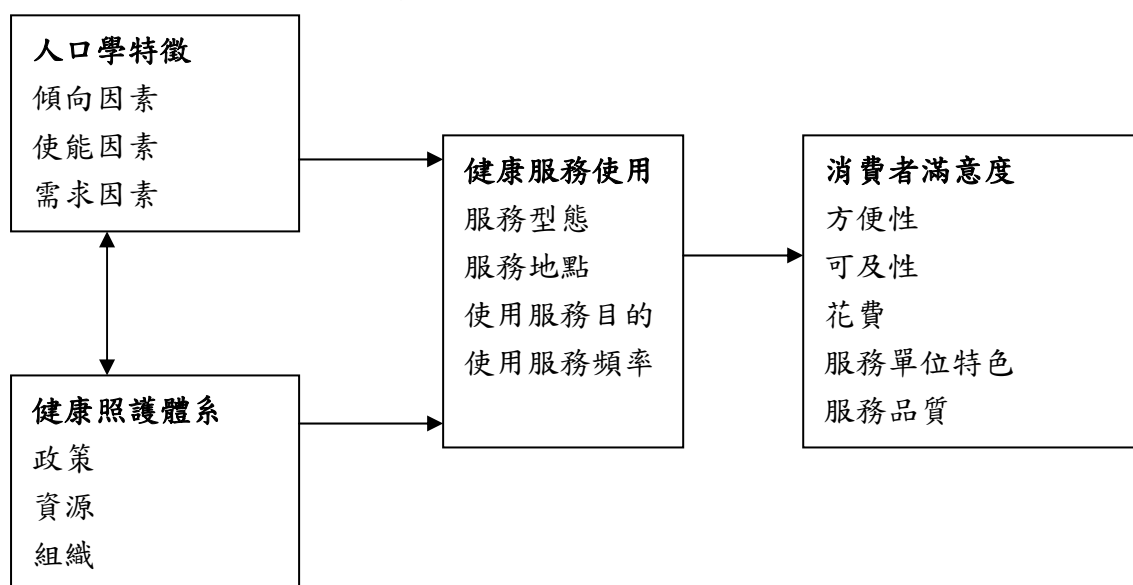 人口學特徵
傾向因素
使能因素
需求因素
健康照護體系
政策
資源
組織
健康服務使用
服務型態
服務地點
使用服務目的
使用服務頻率
消費者滿意度
方便性
可及性
花費
服務單位特色
服務品質